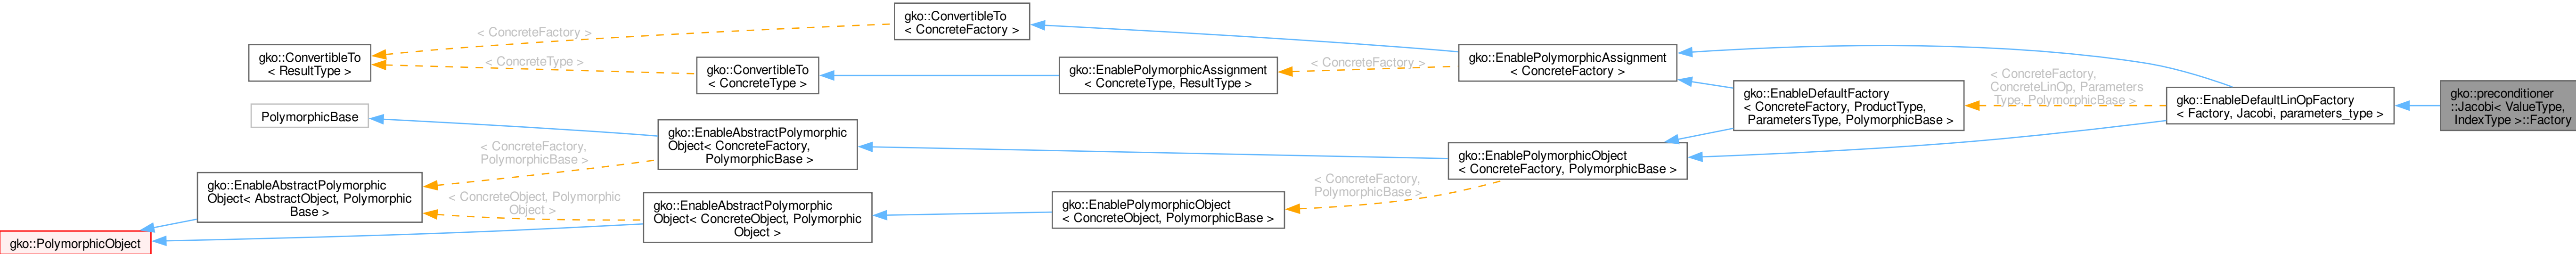 gko::ConvertibleTo
< ResultType >
PolymorphicBase
gko::EnableAbstractPolymorphic
Object< AbstractObject, Polymorphic
Base >
gko::PolymorphicObject
< ConcreteFactory >
< ConcreteType >
< ConcreteFactory,
PolymorphicBase >
< ConcreteObject, Polymorphic
Object >
gko::ConvertibleTo
< ConcreteFactory >
gko::ConvertibleTo
< ConcreteType >
gko::EnableAbstractPolymorphic
Object< ConcreteFactory,
PolymorphicBase >
gko::EnableAbstractPolymorphic
Object< ConcreteObject, Polymorphic
Object >
gko::EnablePolymorphicAssignment
< ConcreteType, ResultType >
gko::EnablePolymorphicObject
< ConcreteObject, PolymorphicBase >
< ConcreteFactory >
< ConcreteFactory,
PolymorphicBase >
gko::EnablePolymorphicAssignment
< ConcreteFactory >
gko::EnablePolymorphicObject
< ConcreteFactory, PolymorphicBase >
gko::EnableDefaultFactory
< ConcreteFactory, ProductType,
ParametersType, PolymorphicBase >
< ConcreteFactory,
ConcreteLinOp, Parameters
Type, PolymorphicBase >
gko::EnableDefaultLinOpFactory
< Factory, Jacobi, parameters_type >
gko::preconditioner
::Jacobi< ValueType,
IndexType >::Factory